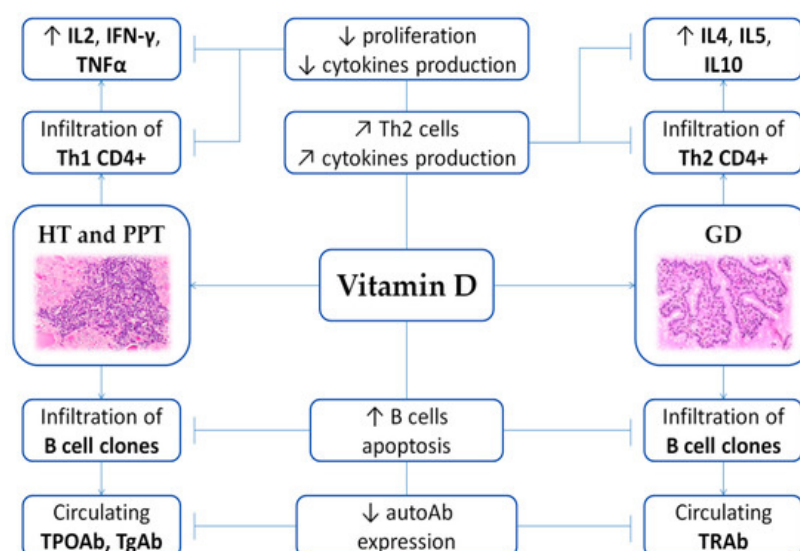 ↑ IL2, IFN-γ,
TNFα
↓ proliferation
↓ cytokines production
↑ IL4, IL5,
IL10
Infiltration of
Th1 CD4+
↗ Th2 cells
↗ cytokines production
Infiltration of
Th2 CD4+
HT and PPT
Vitamin D
GD
Infiltration of
B cell clones
↑ B cells
apoptosis
Infiltration of
B cell clones
Circulating
TPOAb, TgAb
↓ autoAb
expression
Circulating
TRAb